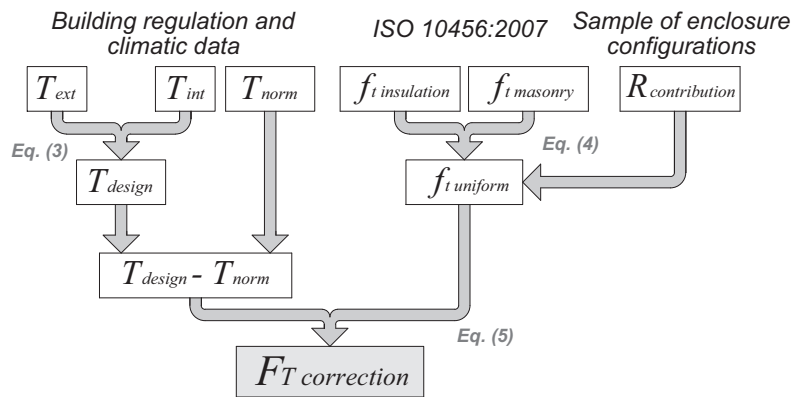 Building regulation and climatic data
ISO 10456:2007
Sample of enclosure configurations
T ext
T int
T norm
f t insulation
f t masonry
R contribution
Eq. (3)
Eq. (4)
T design
f t uniform
T design - T norm
Eq. (5)
F T correction